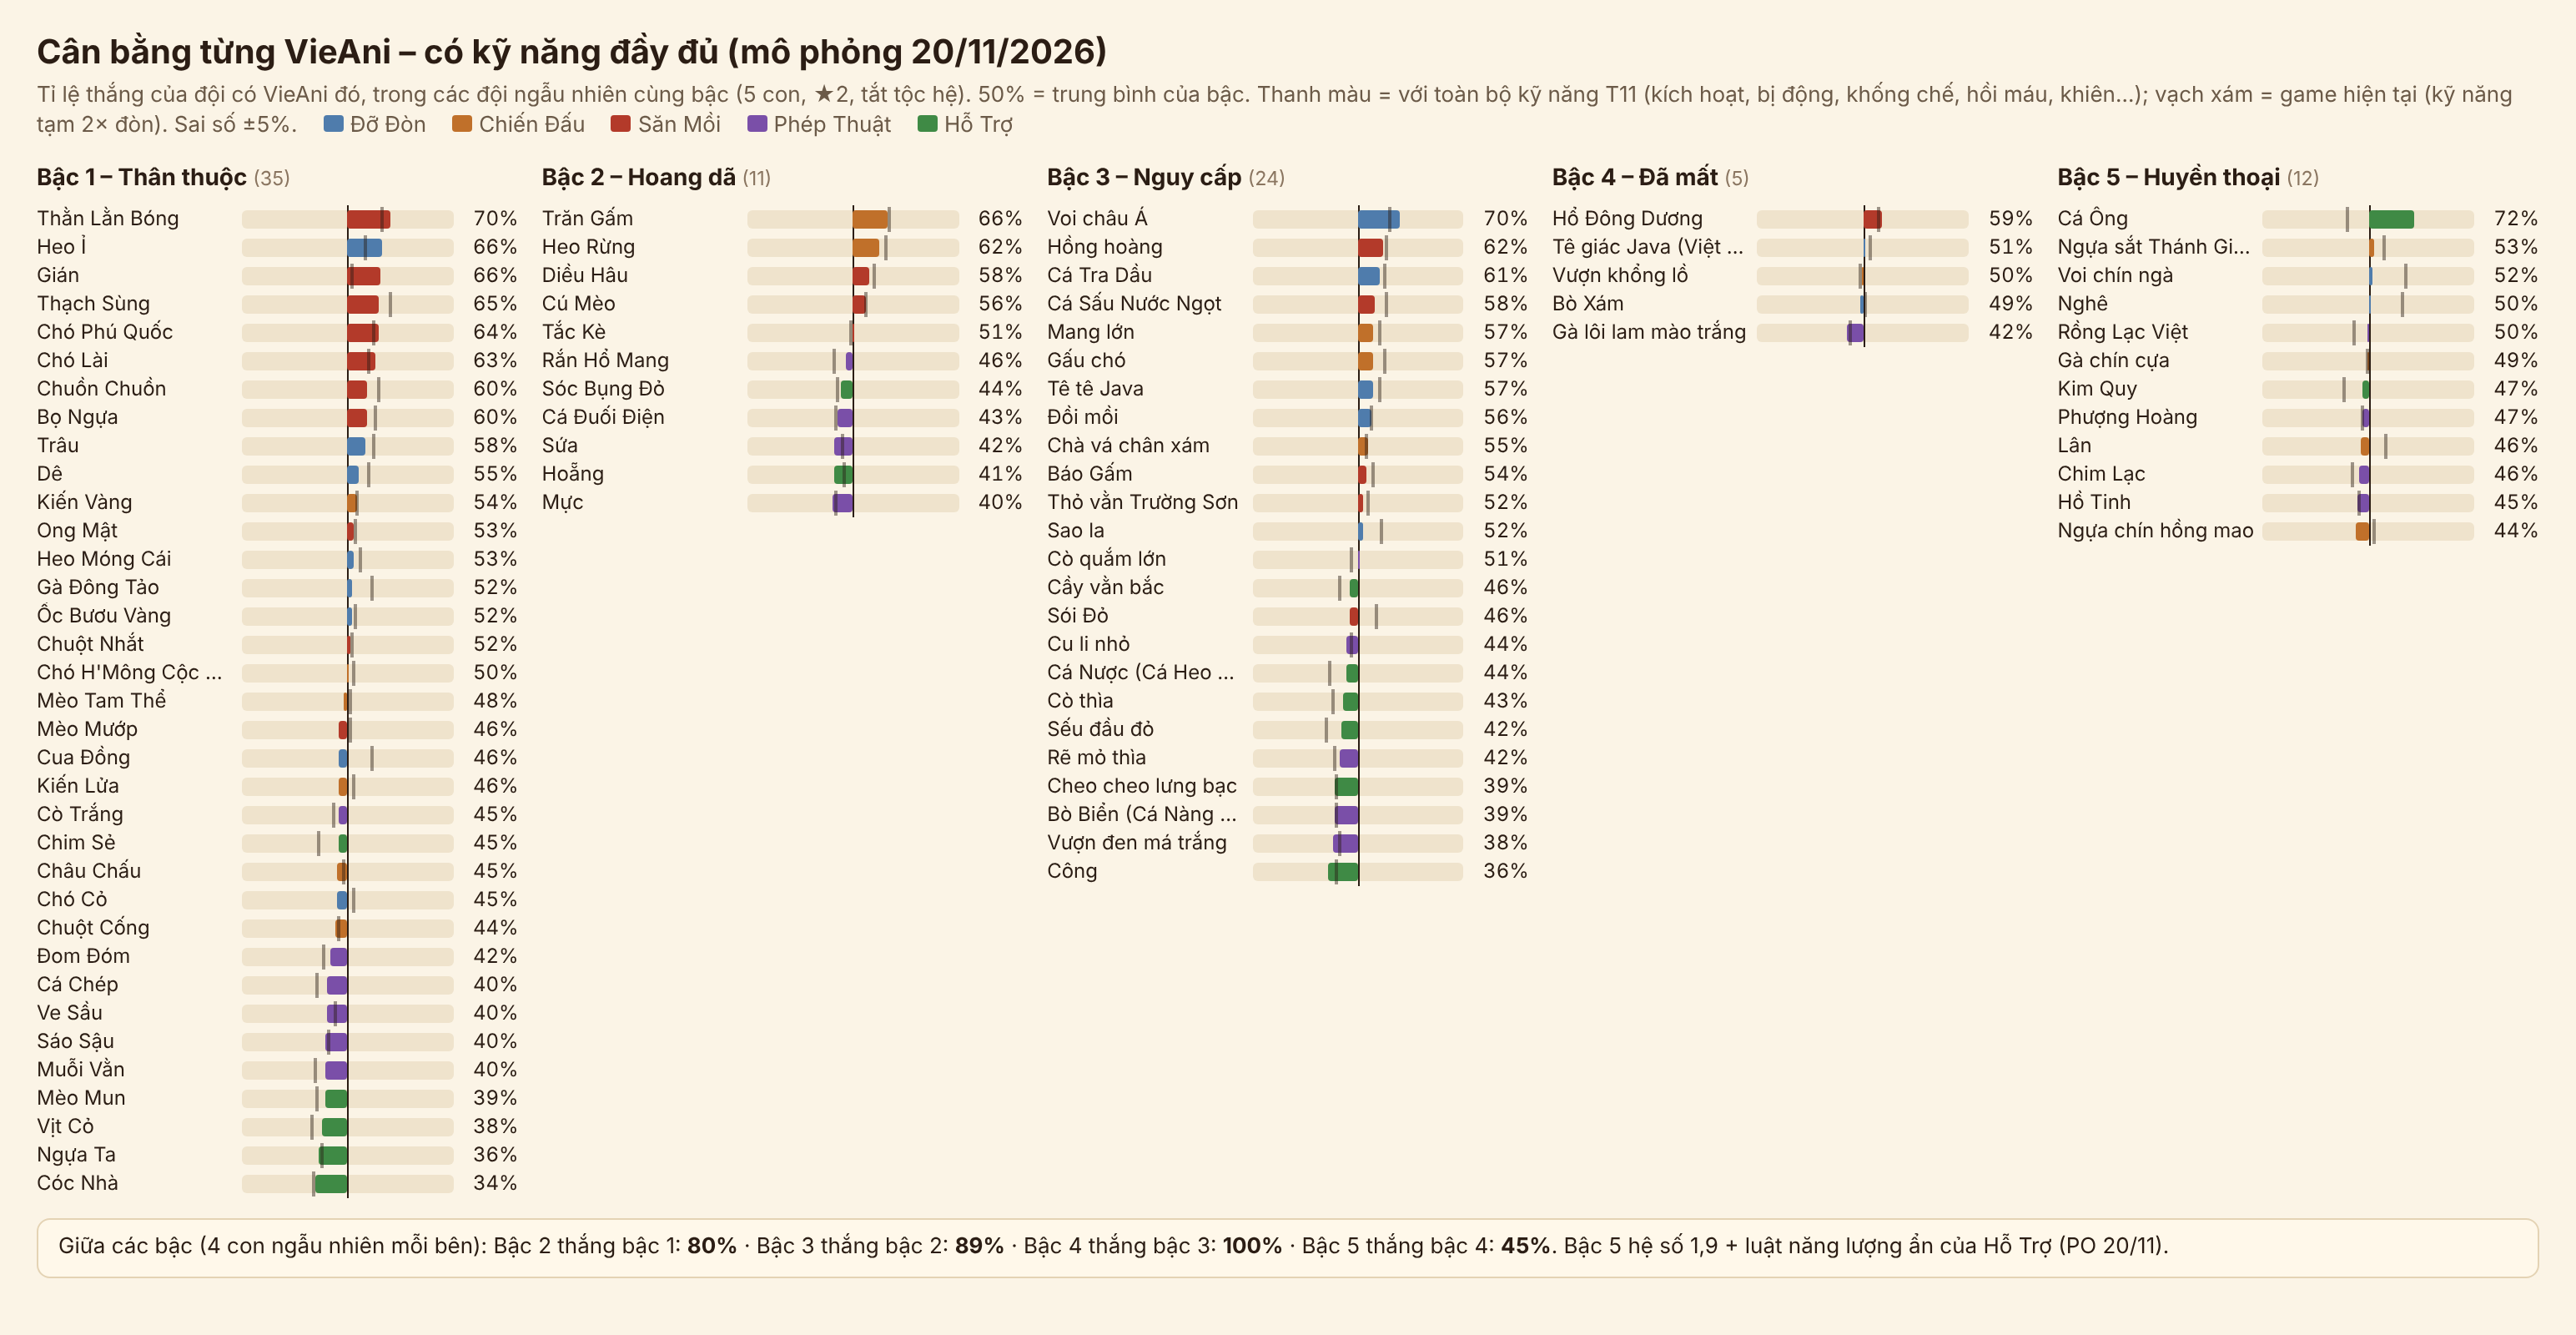 Cân bằng từng VieAni – có kỹ năng đầy đủ (mô phỏng 20/11/2026)
Tỉ lệ thắng của đội có VieAni đó, trong các đội ngẫu nhiên cùng bậc (5 con, ★2, tắt tộc hệ). 50% = trung bình của bậc. Thanh màu = với toàn bộ kỹ năng T11 (kích hoạt, bị động, khống chế, hồi máu, khiên...); vạch xám = game hiện tại (kỹ năng
tạm 2× đòn). Sai số ±5%. Đỡ Đòn Chiến Đấu Săn Mồi Phép Thuật Hỗ Trợ
Bậc 1 – Thân thuộc (35)
Thằn Lằn Bóng 70%
Heo Ỉ 66%
Gián 66%
Thạch Sùng 65%
Chó Phú Quốc 64%
Chó Lài 63%
Chuồn Chuồn 60%
Bọ Ngựa 60%
Trâu 58%
Dê 55%
Kiến Vàng 54%
Ong Mật 53%
Heo Móng Cái 53%
Gà Đông Tảo 52%
Ốc Bươu Vàng 52%
Chuột Nhắt 52%
Chó H'Mông Cộc ... 50%
Mèo Tam Thể 48%
Mèo Mướp 46%
Cua Đồng 46%
Kiến Lửa 46%
Cò Trắng 45%
Chim Sẻ 45%
Châu Chấu 45%
Chó Cỏ 45%
Chuột Cống 44%
Đom Đóm 42%
Cá Chép 40%
Ve Sầu 40%
Sáo Sậu 40%
Muỗi Vằn 40%
Mèo Mun 39%
Vịt Cỏ 38%
Ngựa Ta 36%
Cóc Nhà 34%
Bậc 2 – Hoang dã (11)
Trăn Gấm 66%
Heo Rừng 62%
Diều Hâu 58%
Cú Mèo 56%
Tắc Kè 51%
Rắn Hổ Mang 46%
Sóc Bụng Đỏ 44%
Cá Đuối Điện 43%
Sứa 42%
Hoẵng 41%
Mực 40%
Bậc 3 – Nguy cấp (24)
Voi châu Á 70%
Hồng hoàng 62%
Cá Tra Dầu 61%
Cá Sấu Nước Ngọt 58%
Mang lớn 57%
Gấu chó 57%
Tê tê Java 57%
Đồi mồi 56%
Chà vá chân xám 55%
Báo Gấm 54%
Thỏ vằn Trường Sơn 52%
Sao la 52%
Cò quắm lớn 51%
Cầy vằn bắc 46%
Sói Đỏ 46%
Cu li nhỏ 44%
Cá Nược (Cá Heo ... 44%
Cò thìa 43%
Sếu đầu đỏ 42%
Rẽ mỏ thìa 42%
Cheo cheo lưng bạc 39%
Bò Biển (Cá Nàng ... 39%
Vượn đen má trắng 38%
Công 36%
Bậc 4 – Đã mất (5)
Hổ Đông Dương 59%
Tê giác Java (Việt ... 51%
Vượn khổng lồ 50%
Bò Xám 49%
Gà lôi lam mào trắng 42%
Bậc 5 – Huyền thoại (12)
Cá Ông 72%
Ngựa sắt Thánh Gi... 53%
Voi chín ngà 52%
Nghê 50%
Rồng Lạc Việt 50%
Gà chín cựa 49%
Kim Quy 47%
Phượng Hoàng 47%
Lân 46%
Chim Lạc 46%
Hồ Tinh 45%
Ngựa chín hồng mao 44%
Giữa các bậc (4 con ngẫu nhiên mỗi bên): Bậc 2 thắng bậc 1: 80% · Bậc 3 thắng bậc 2: 89% · Bậc 4 thắng bậc 3: 100% · Bậc 5 thắng bậc 4: 45%. Bậc 5 hệ số 1,9 + luật năng lượng ẩn của Hỗ Trợ (PO 20/11).